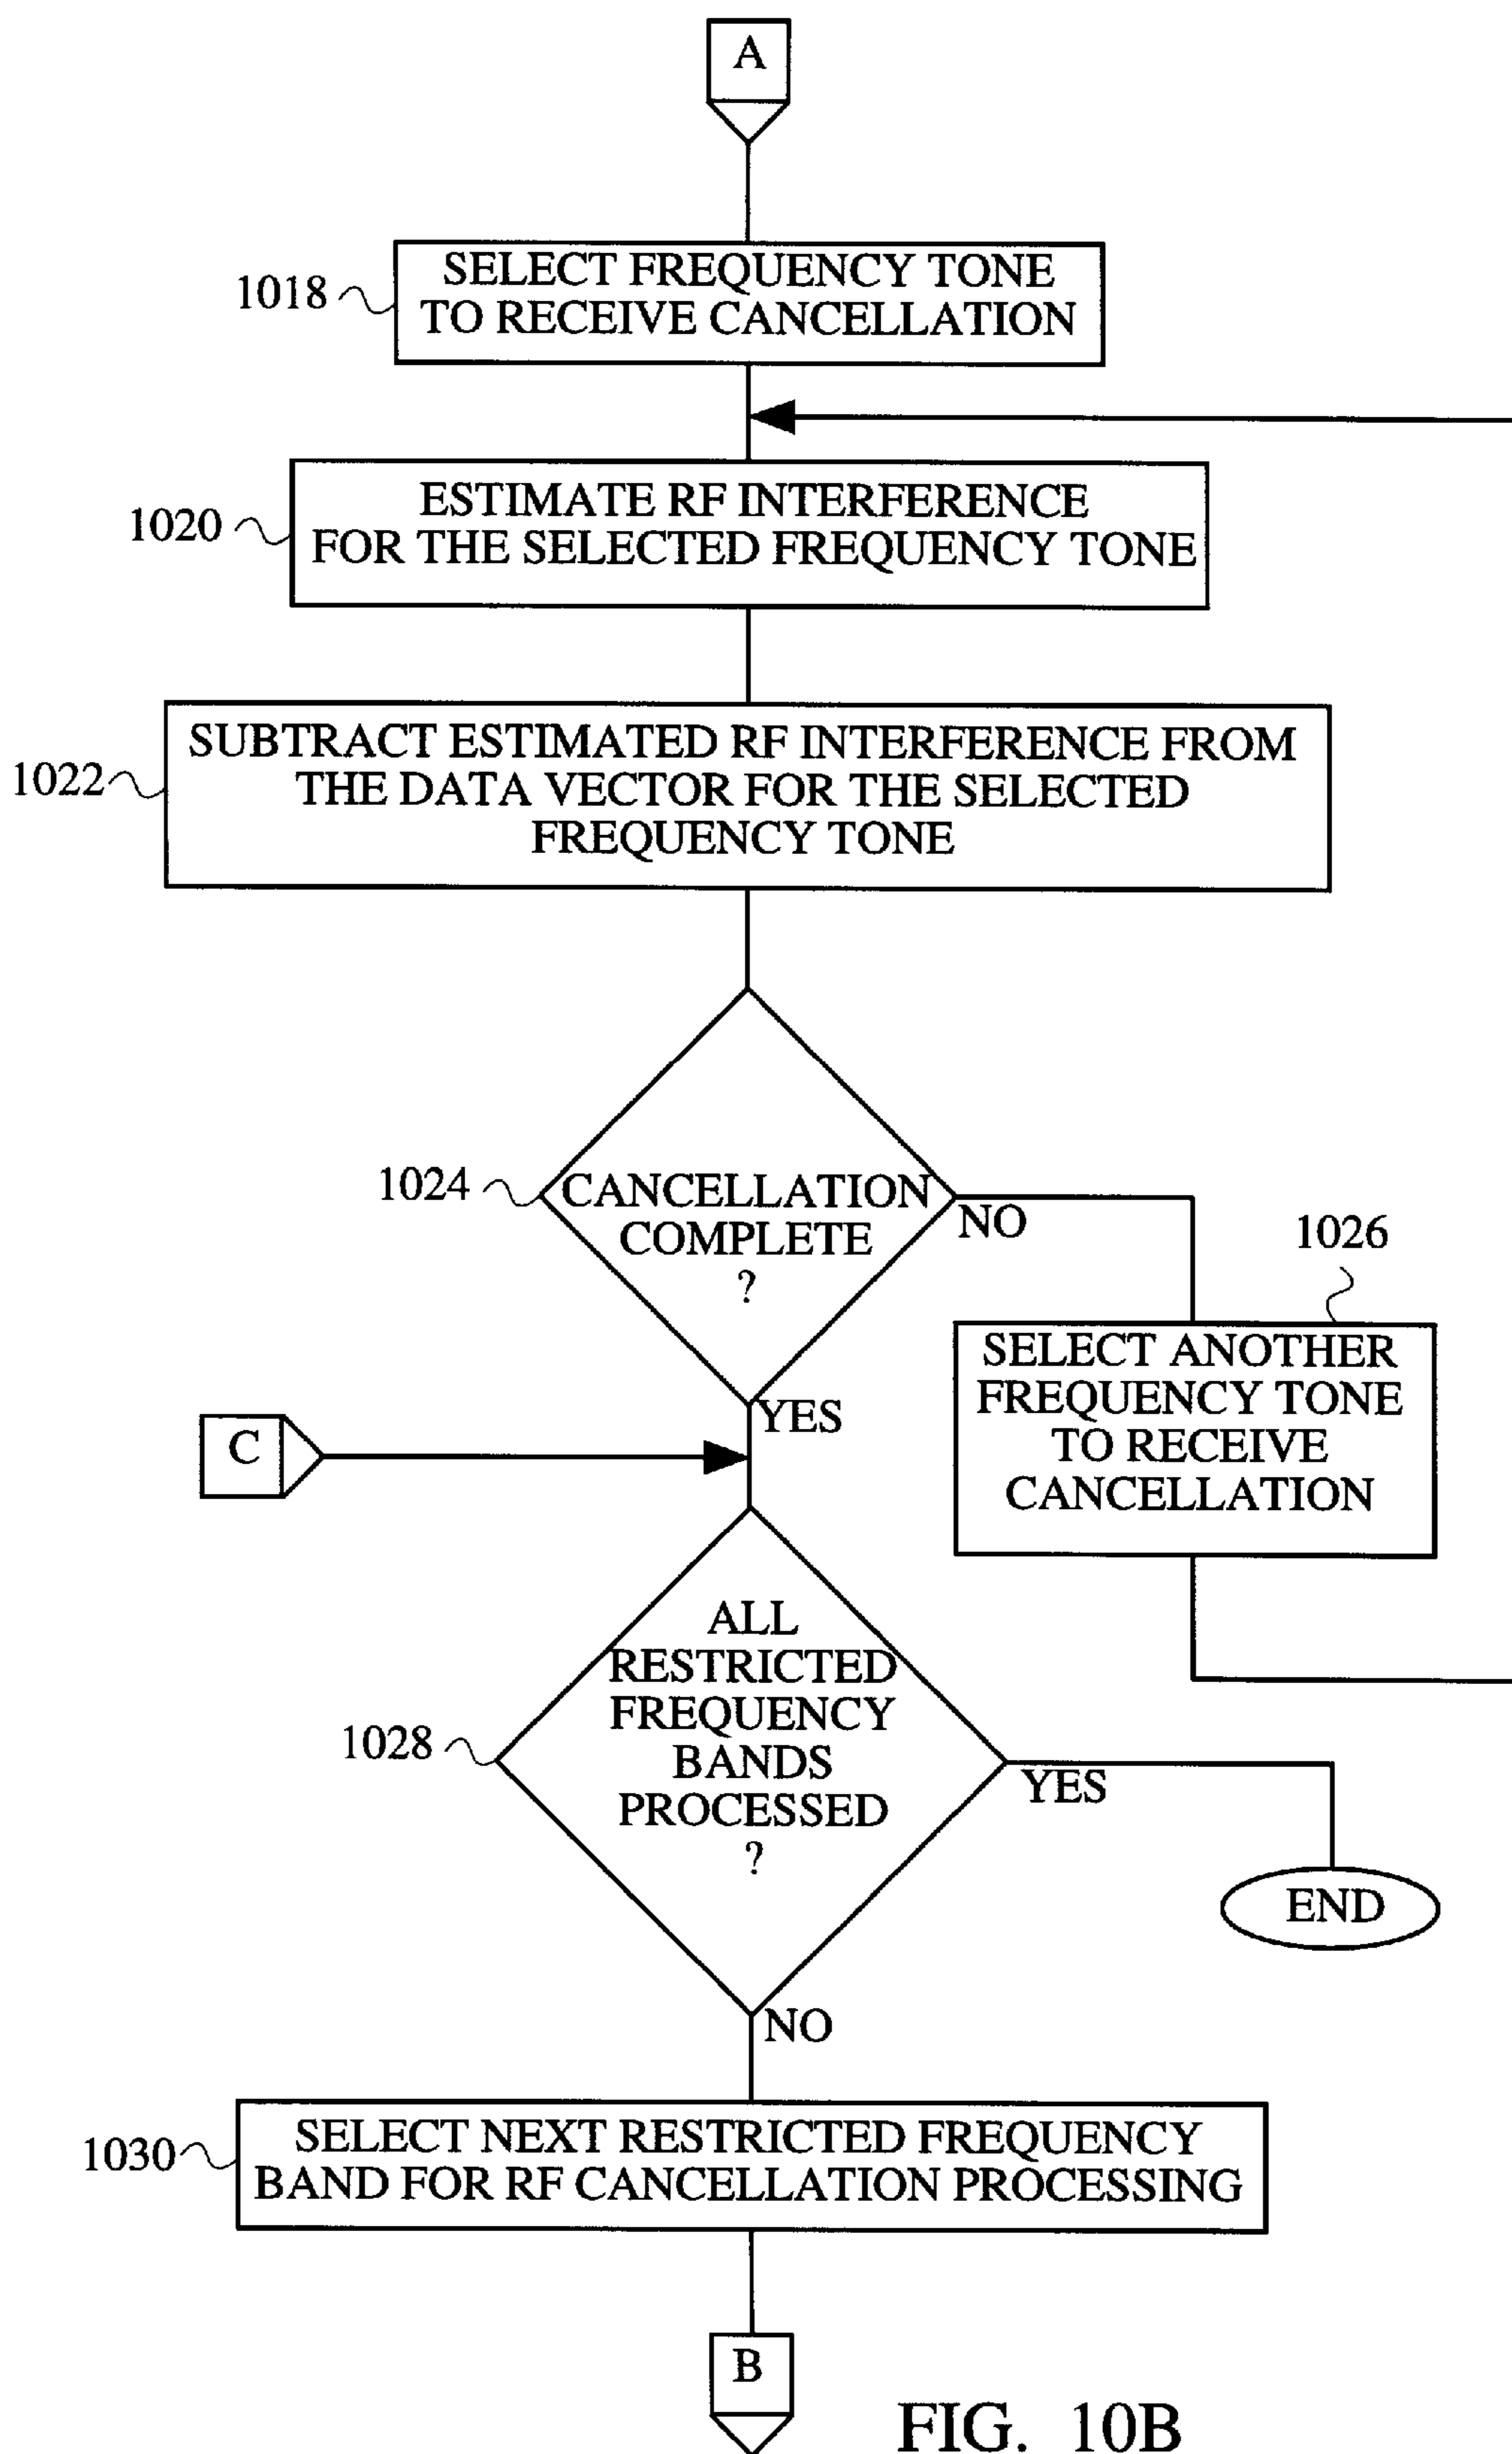 A
1018
SELECT FREQUENCY TONE
TO RECEIVE CANCELLATION
1020
ESTIMATE RF INTERFERENCE
FOR THE SELECTED FREQUENCY TONE
1022
SUBTRACT ESTIMATED RF INTERFERENCE FROM
THE DATA VECTOR FOR THE SELECTED
FREQUENCY TONE
1024
CANCELLATION
COMPLETE
?
NO
1026
SELECT ANOTHER
FREQUENCY TONE
TO RECEIVE
CANCELLATION
YES
C
1028
ALL
RESTRICTED
FREQUENCY
BANDS
PROCESSED
?
YES
END
NO
1030
SELECT NEXT RESTRICTED FREQUENCY
BAND FOR RF CANCELLATION PROCESSING
B
FIG. 10B